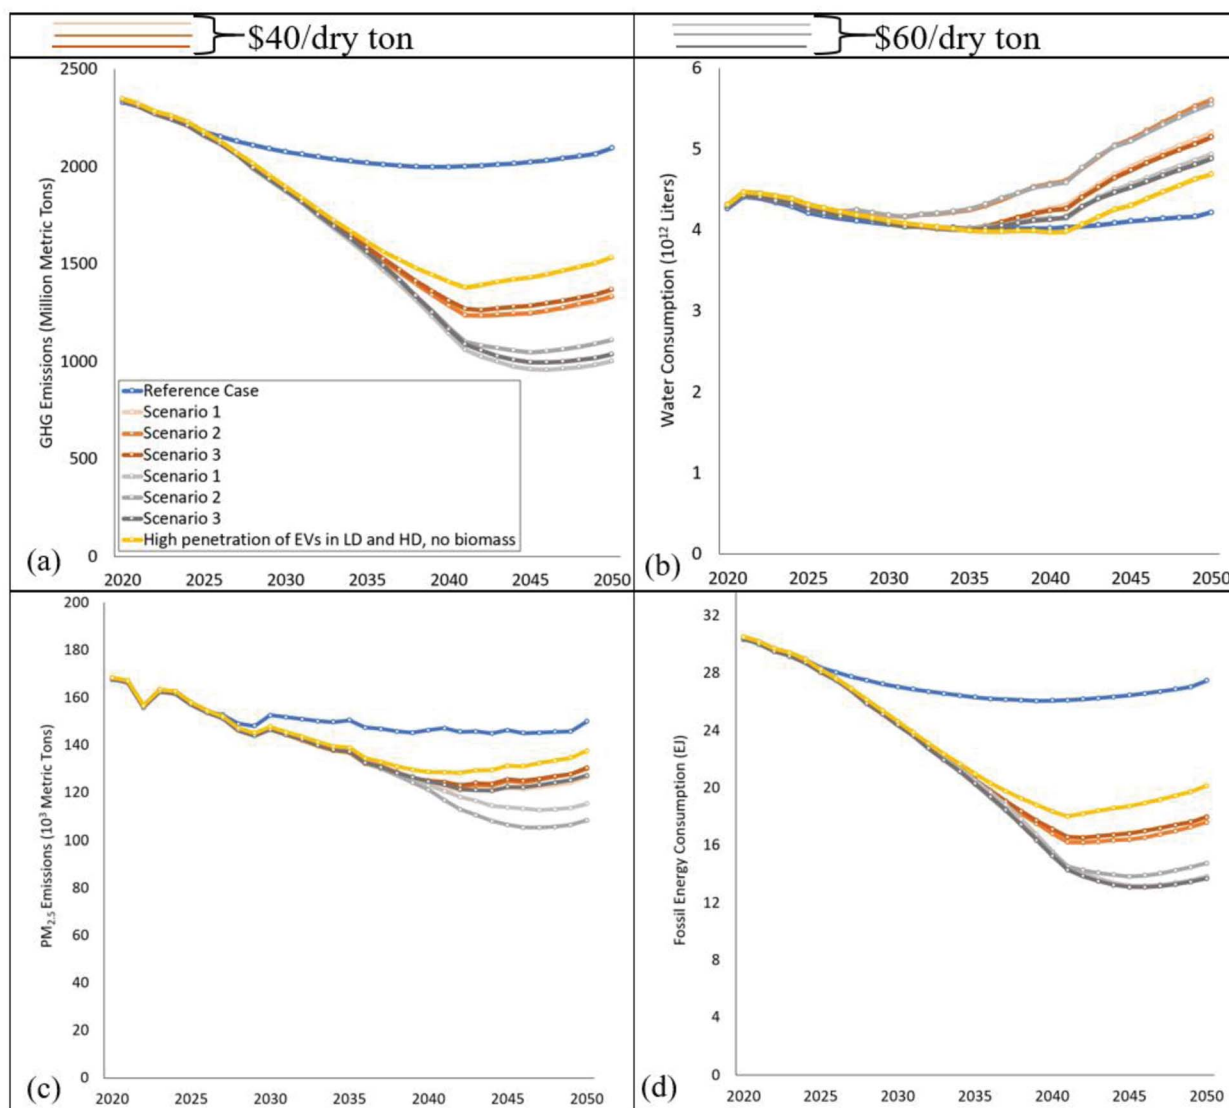 $40/dry ton
$60/dry ton
2500
2000
1500
1000
500
0
GHG Emissions (Million Metric Tons)
Reference Case
Scenario 1
Scenario 2
Scenario 3
Scenario 1
Scenario 2
Scenario 3
High penetration of EVs in LD and HD, no biomass
(a)
2020 2025 2030 2035 2040 2045 2050
6
5
4
3
2
1
0
Water Consumption (10¹² Liters)
(b)
2020 2025 2030 2035 2040 2045 2050
200
180
160
140
120
100
80
60
40
20
0
PM₂.₅ Emissions (10³ Metric Tons)
(c)
2020 2025 2030 2035 2040 2045 2050
32
28
24
20
16
12
8
4
0
Fossil Energy Consumption (EJ)
(d)
2020 2025 2030 2035 2040 2045 2050